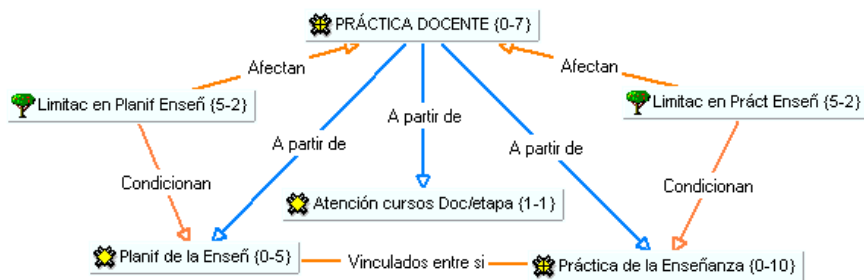 PRÁCTICA DOCENTE {0-7}
Afectan
Afectan
Limitac en Planif Enseñ {5-2}
Limitac en Práct Enseñ {5-2}
A partir de
A partir de
A partir de
Condicionan
Condicionan
Atención cursos Doc/etapa {1-1}
Planif de la Enseñ {0-5}
Vinculados entre si
Práctica de la Enseñanza {0-10}